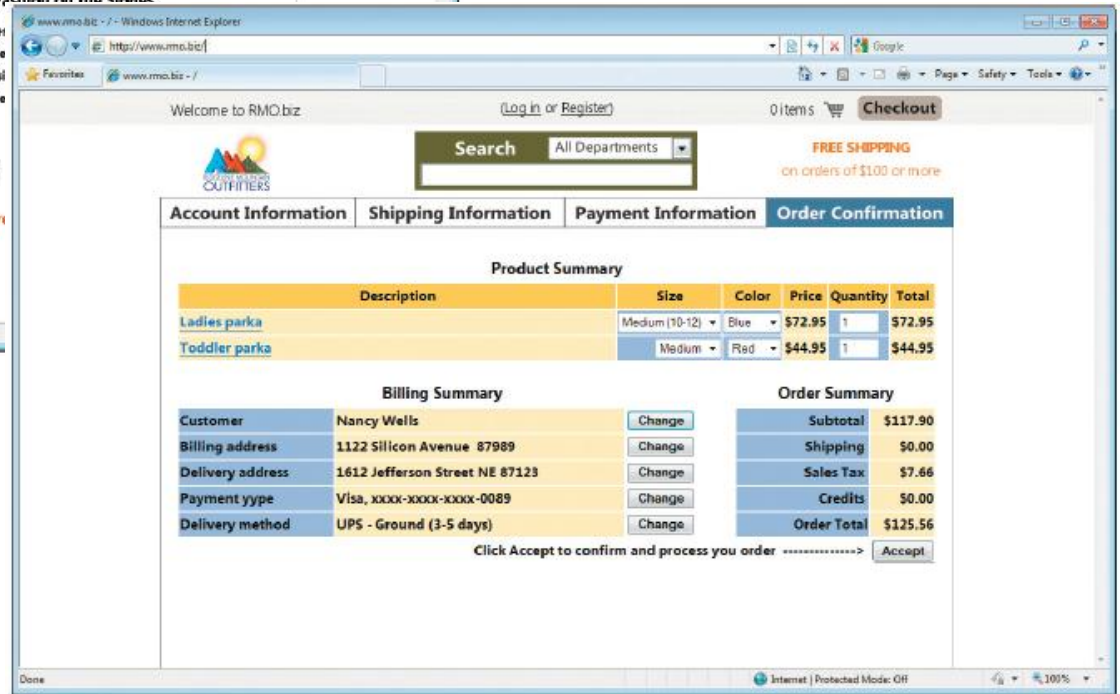 www.rmo.biz - / - Windows Internet Explorer
http://www.rmo.biz/
Google
Favorites www.rmo.biz - / Page Safety Tools
Welcome to RMO.biz (Log in or Register) 0 items Checkout
Search All Departments FREE SHIPPING
OUTFITTERS on orders of $100 or more
Account Information Shipping Information Payment Information Order Confirmation
Product Summary
Description Size Color Price Quantity Total
Ladies parka Medium (10-12) Blue $72.95 1 $72.95
Toddler parka Medium Red $44.95 1 $44.95
Billing Summary Order Summary
Customer Nancy Wells Change Subtotal $117.90
Billing address 1122 Silicon Avenue 87989 Change Shipping $0.00
Delivery address 1612 Jefferson Street NE 87123 Change Sales Tax $7.66
Payment yype Visa, xxxx-xxxx-xxxx-0089 Change Credits $0.00
Delivery method UPS - Ground (3-5 days) Change Order Total $125.56
Click Accept to confirm and process you order --------------> Accept
Done Internet | Protected Mode: Off 100%